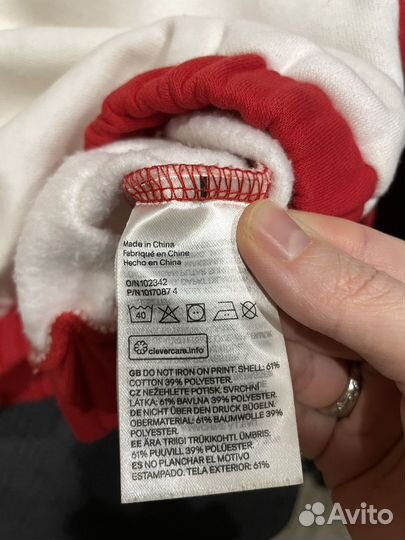 Made in China
Fabriqué en Chine
Hecho en China
O/N102342
P/N1017087 4
40
clevercare.info
GB DO NOT IRON ON PRINT. SHELL: 61%
COTTON 39% POLYESTER.
CZ NEŽEHLETE POTISK. SVRCHNÍ
LÁTKA: 61% BAVLNA 39% POLYESTER.
DE NICHT ÜBER DEN DRUCK BÜGELN.
OBERMATERIAL: 61% BAUMWOLLE 39%
POLYESTER.
EE ÄRA TRIIGI TRÜKIKOHTI. ÜMBRIS:
61% PUUVILL 39% POLÜESTER.
ES NO PLANCHAR EL MOTIVO
ESTAMPADO. TELA EXTERIOR: 61%
Avito